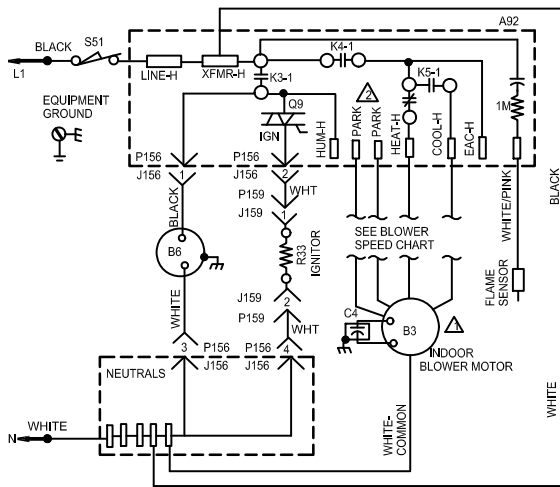 A92
BLACK
S51
L1
LINE-H
XFMR-H
K4-1
K3-1
K5-1
EQUIPMENT
GROUND
Q9
IGN
HUM-H
PARK
2
PARK
HEAT-H
COOL-H
EAC-H
1M
P156
J156
1
P156
J156
2
BLACK
WHT
P159
J159
1
R33
IGNITOR
SEE BLOWER
SPEED CHART
WHITE/PINK
BLACK
B6
FLAME
SENSOR
WHITE
J159
2
P159
WHT
C4
B3
1
INDOOR
BLOWER MOTOR
3
P156
J156
P156
4
J156
NEUTRALS
N
WHITE
WHITE-
COMMON
WHITE